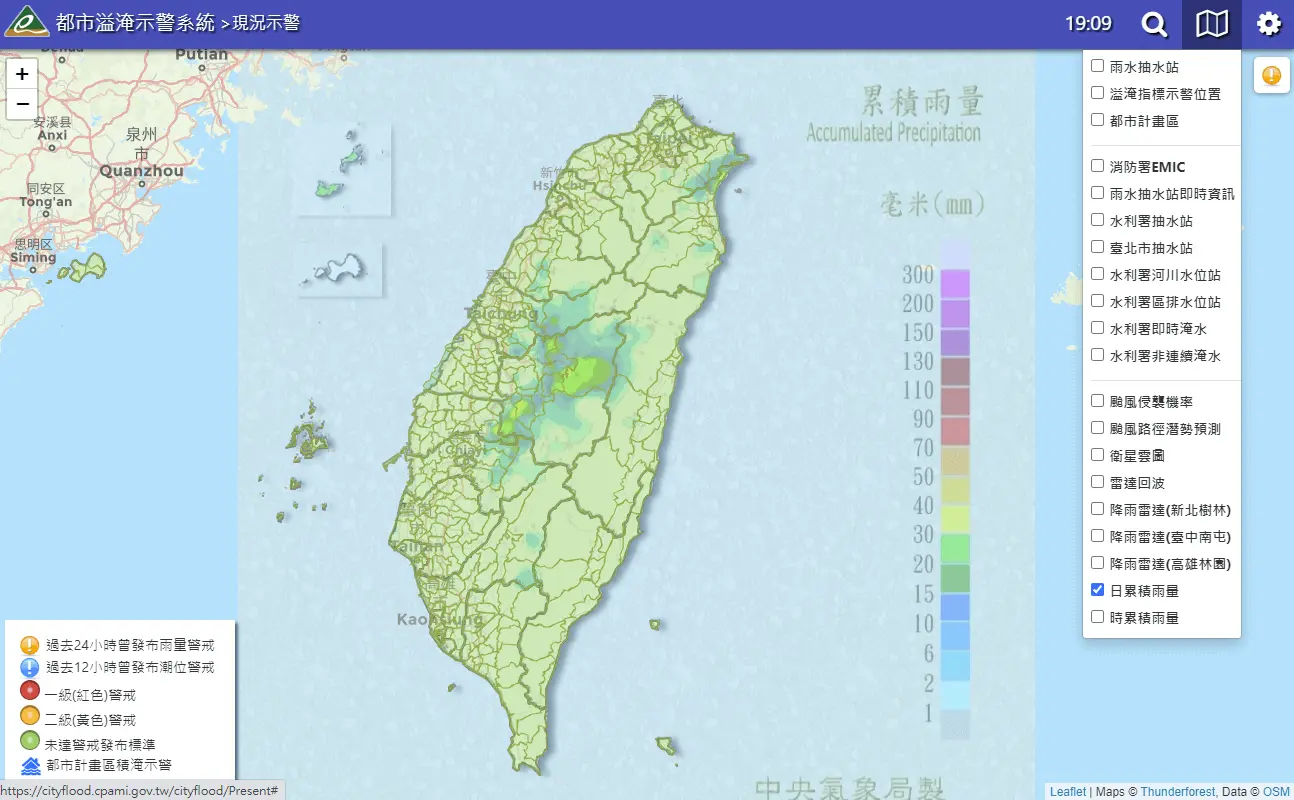 都市溢淹示警系統 >現況示警
19:09
+
−
Putian
安溪县
Anxi
泉州
市
Quanzhou
同安区
Tong'an
思明区
Siming
臺北
Taipei
新竹市
Hsinchu
臺中
Taichung
Chiayi
臺南
市
Tainan
高雄
Kaohsiung
累積雨量
Accumulated Precipitation
毫米(mm)
300
200
150
130
110
90
70
50
40
30
20
15
10
6
2
1
中央氣象局製
雨水抽水站
溢淹指標示警位置
都市計畫區
消防署EMIC
雨水抽水站即時資訊
水利署抽水站
臺北市抽水站
水利署河川水位站
水利署區排水位站
水利署即時淹水
水利署非連續淹水
颱風侵襲機率
颱風路徑潛勢預測
衛星雲圖
雷達回波
降雨雷達(新北樹林)
降雨雷達(臺中南屯)
降雨雷達(高雄林園)
日累積雨量
時累積雨量
過去24小時曾發布雨量警戒
過去12小時曾發布潮位警戒
一級(紅色)警戒
二級(黃色)警戒
未達警戒發布標準
都市計畫區積淹示警
https://cityflood.cpami.gov.tw/cityflood/Present#
Leaflet | Maps © Thunderforest, Data © OSM